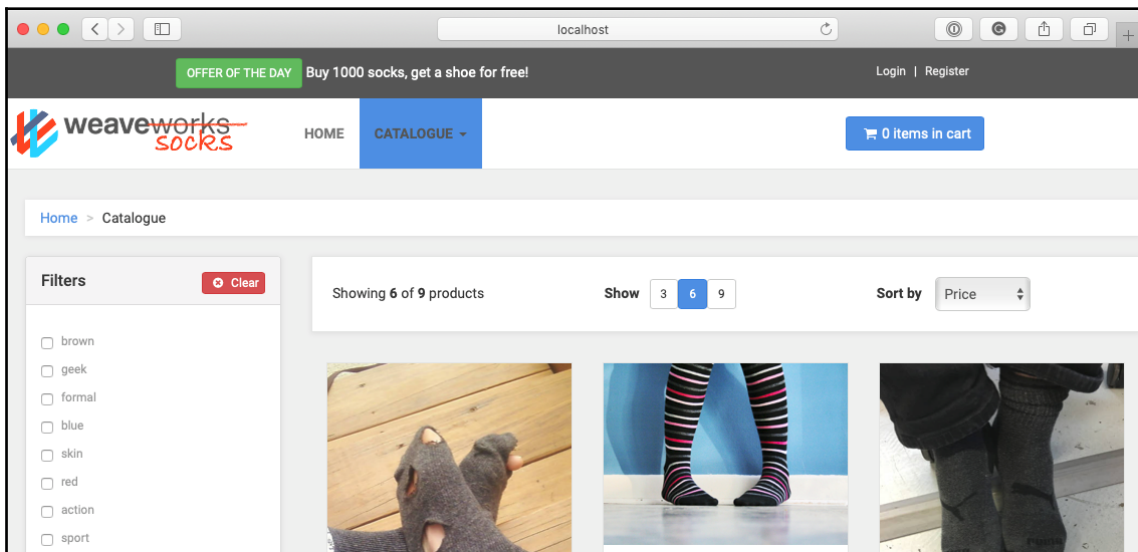 localhost
OFFER OF THE DAY Buy 1000 socks, get a shoe for free!
Login | Register
weaveworks
socks
HOME
CATALOGUE
0 items in cart
Home > Catalogue
Filters
Clear
Showing 6 of 9 products
Show 3 6 9
Sort by Price
brown
geek
formal
blue
skin
red
action
sport